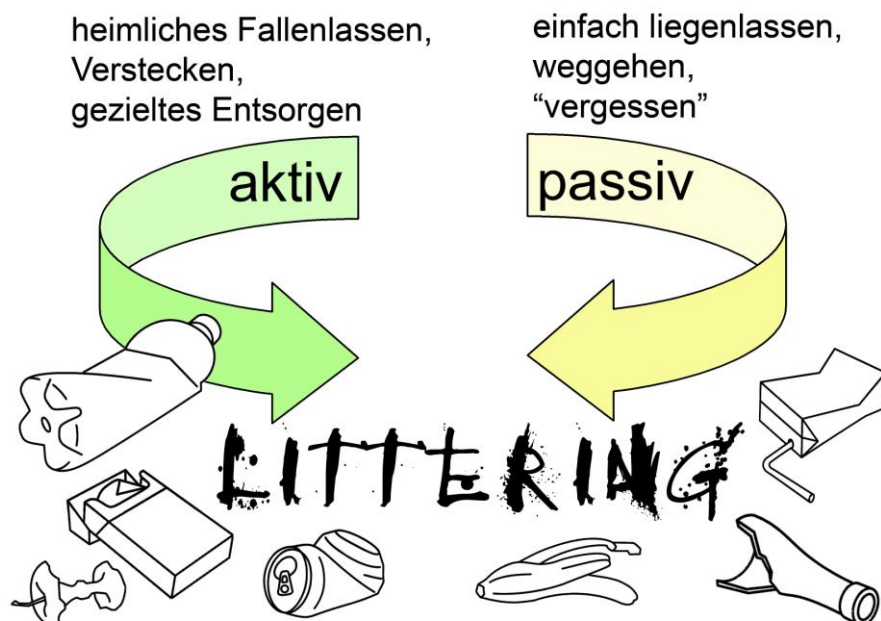 heimliches Fallenlassen,
Verstecken,
gezieltes Entsorgen
aktiv
einfach liegenlassen,
weggehen,
“vergessen”
passiv
LITTERING